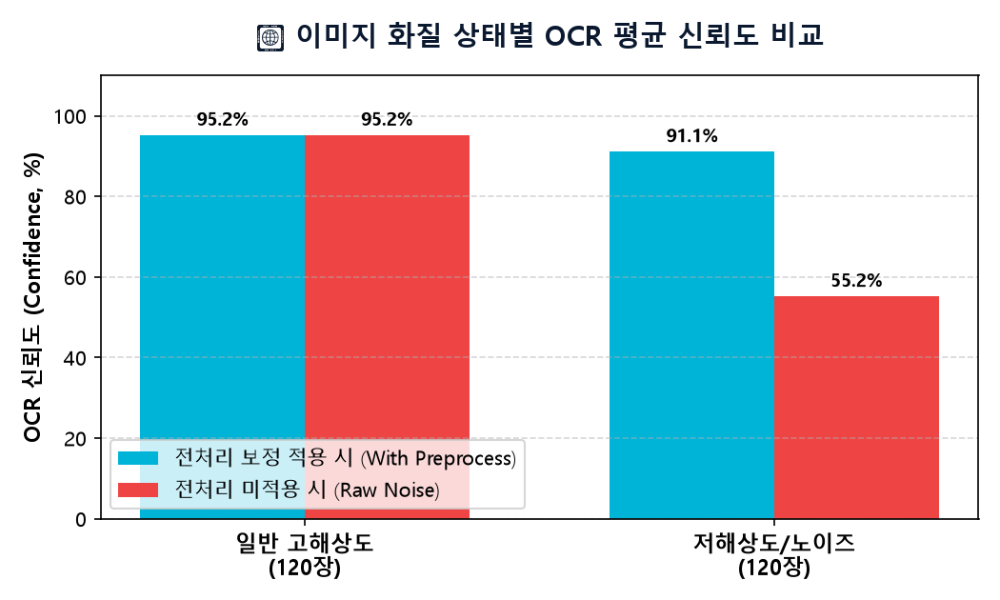 이미지 화질 상태별 OCR 평균 신뢰도 비교
OCR 신뢰도 (Confidence, %)
100
80
60
40
20
0
95.2%
95.2%
91.1%
55.2%
전처리 보정 적용 시 (With Preprocess)
전처리 미적용 시 (Raw Noise)
일반 고해상도
(120장)
저해상도/노이즈
(120장)